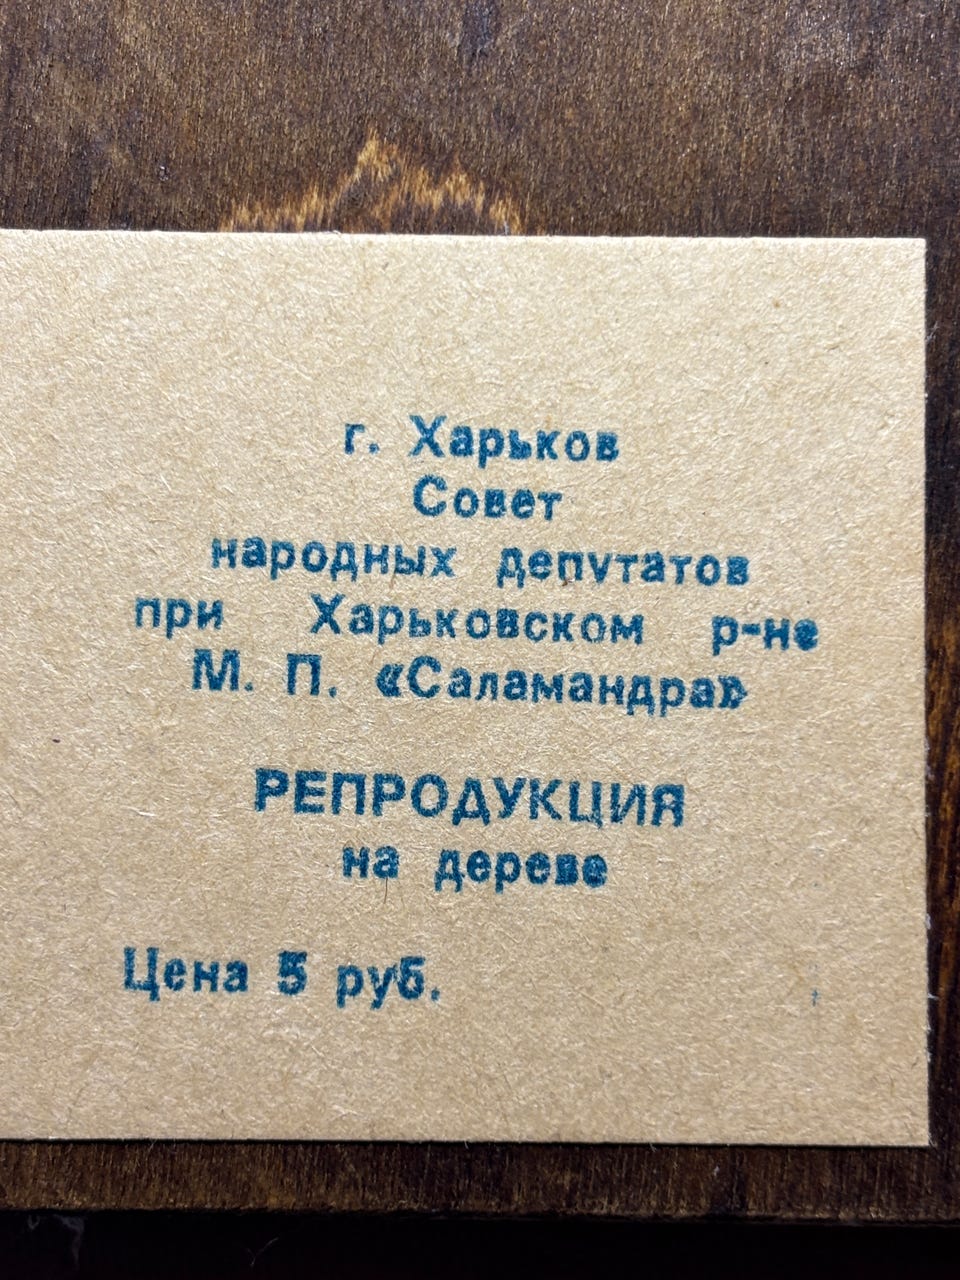 г. Харьков
Совет
народных депутатов
при Харьковском р-не
М. П. «Саламандра»
РЕПРОДУКЦИЯ
на дереве
Цена 5 руб.